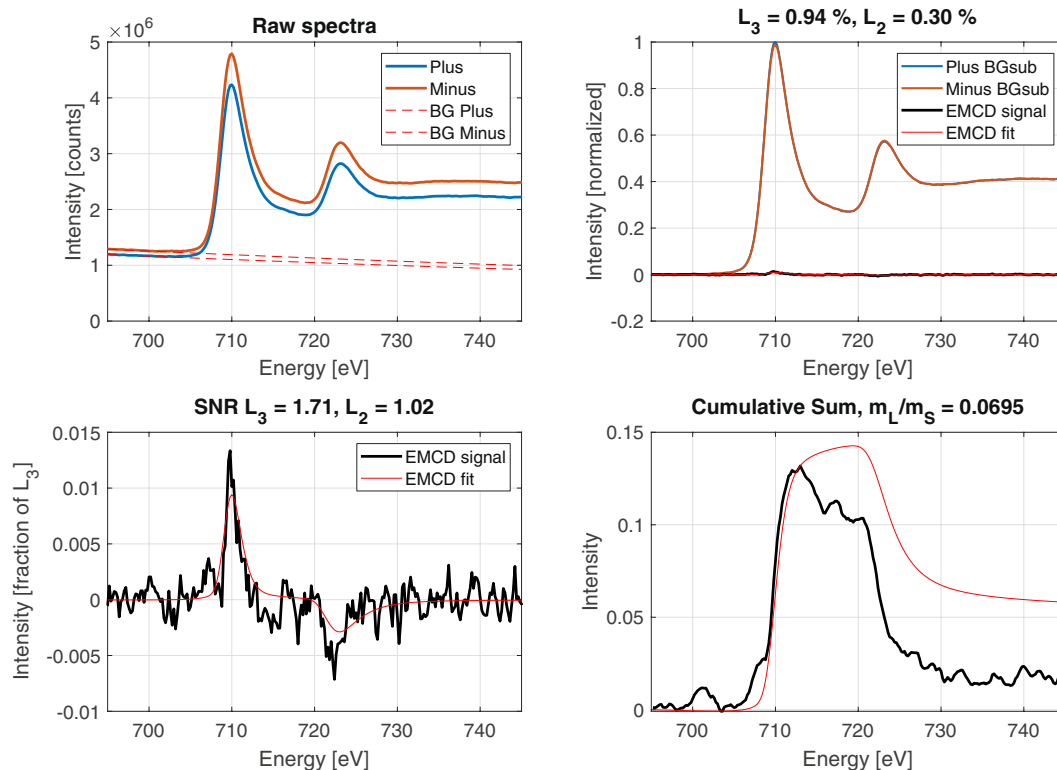 Raw spectra
×10⁶
5
4
3
2
1
0
Intensity [counts]
Plus
Minus
BG Plus
BG Minus
700 710 720 730 740
Energy [eV]
L₃ = 0.94 %, L₂ = 0.30 %
1
0.8
0.6
0.4
0.2
0
-0.2
Intensity [normalized]
Plus BGsub
Minus BGsub
EMCD signal
EMCD fit
700 710 720 730 740
Energy [eV]
SNR L₃ = 1.71, L₂ = 1.02
0.015
0.01
0.005
0
-0.005
-0.01
Intensity [fraction of L₃]
EMCD signal
EMCD fit
700 710 720 730 740
Energy [eV]
Cumulative Sum, m_L/m_S = 0.0695
0.15
0.1
0.05
0
Intensity
700 710 720 730 740
Energy [eV]